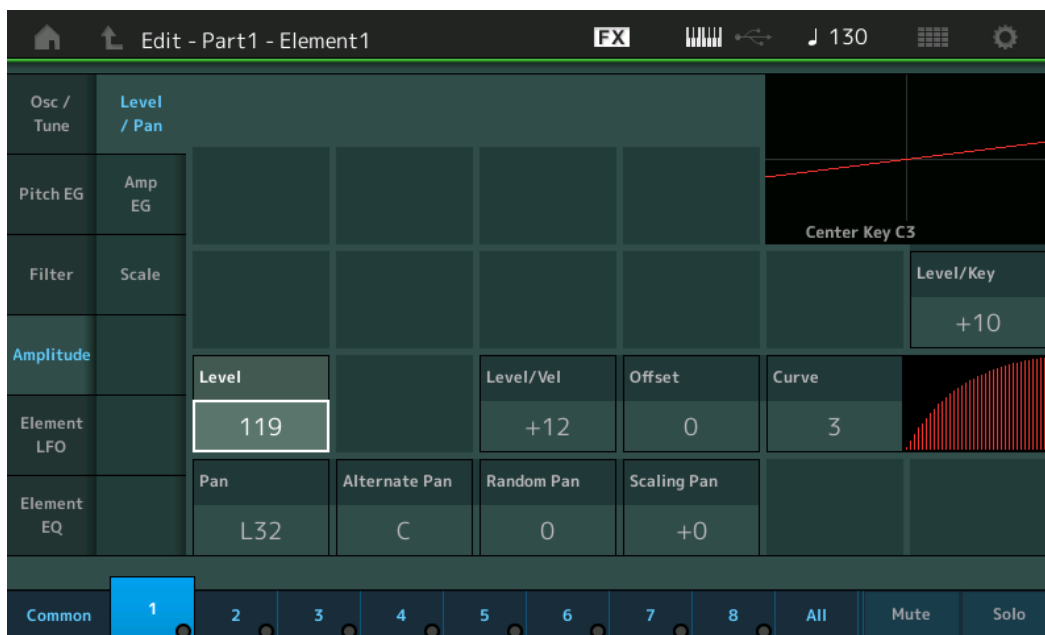 Edit - Part1 - Element1
FX
♩ 130
Osc /
Tune
Pitch EG
Filter
Amplitude
Element
LFO
Element
EQ
Level
/ Pan
Amp
EG
Scale
Center Key C3
Level/Key
+10
Level
119
Level/Vel
+12
Offset
0
Curve
3
Pan
L32
Alternate Pan
C
Random Pan
0
Scaling Pan
+0
Common
1
2
3
4
5
6
7
8
All
Mute
Solo